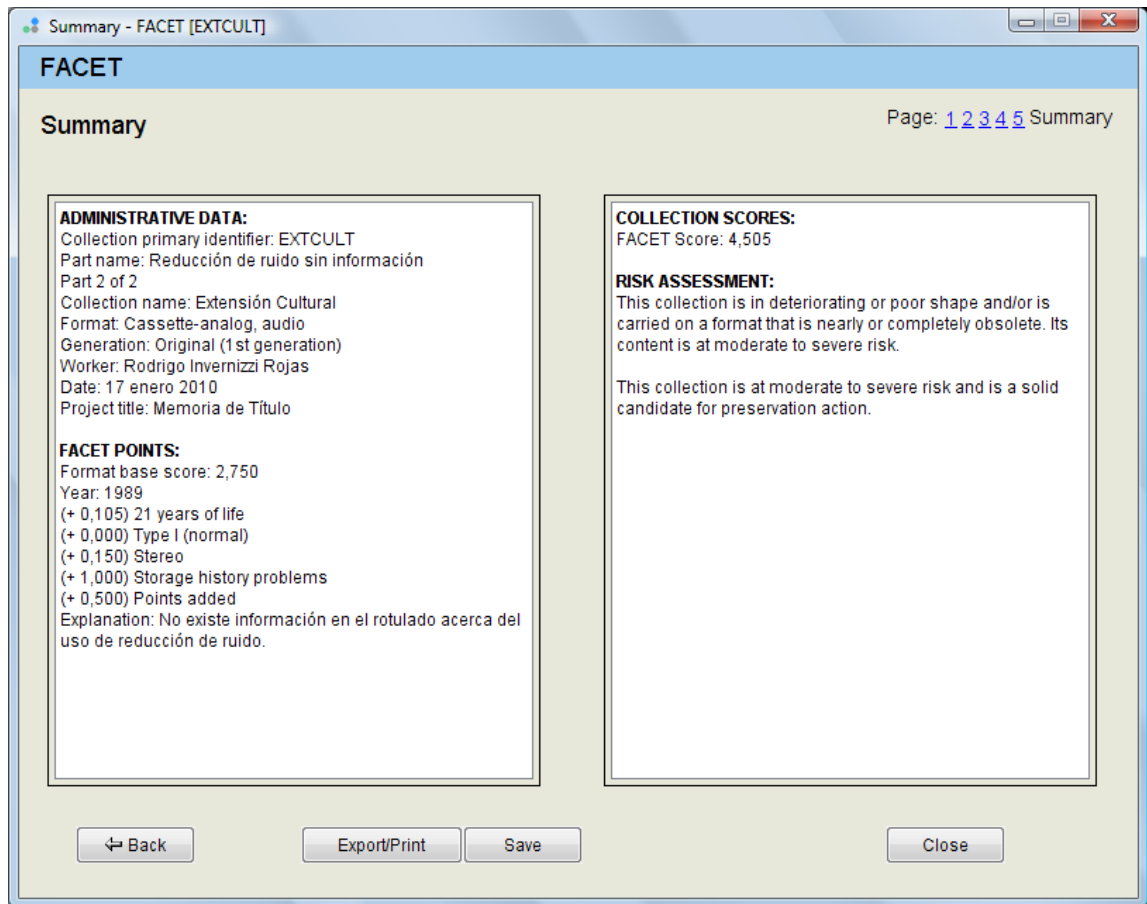 Summary - FACET [EXTCULT]
FACET
Summary
Page: 1 2 3 4 5 Summary
ADMINISTRATIVE DATA:
Collection primary identifier: EXTCULT
Part name: Reducción de ruido sin información
Part 2 of 2
Collection name: Extensión Cultural
Format: Cassette-analog, audio
Generation: Original (1st generation)
Worker: Rodrigo Invernizzi Rojas
Date: 17 enero 2010
Project title: Memoria de Título
FACET POINTS:
Format base score: 2,750
Year: 1989
(+ 0,105) 21 years of life
(+ 0,000) Type I (normal)
(+ 0,150) Stereo
(+ 1,000) Storage history problems
(+ 0,500) Points added
Explanation: No existe información en el rotulado acerca del
uso de reducción de ruido.
COLLECTION SCORES:
FACET Score: 4,505
RISK ASSESSMENT:
This collection is in deteriorating or poor shape and/or is
carried on a format that is nearly or completely obsolete. Its
content is at moderate to severe risk.
This collection is at moderate to severe risk and is a solid
candidate for preservation action.
Back
Export/Print
Save
Close